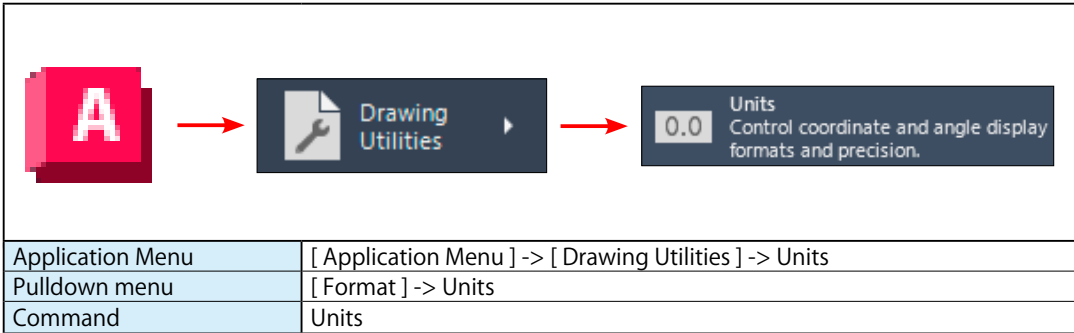 A
Drawing
Utilities
0.0
Units
Control coordinate and angle display
formats and precision.
Application Menu [ Application Menu ] -> [ Drawing Utilities ] -> Units
Pulldown menu [ Format ] -> Units
Command Units